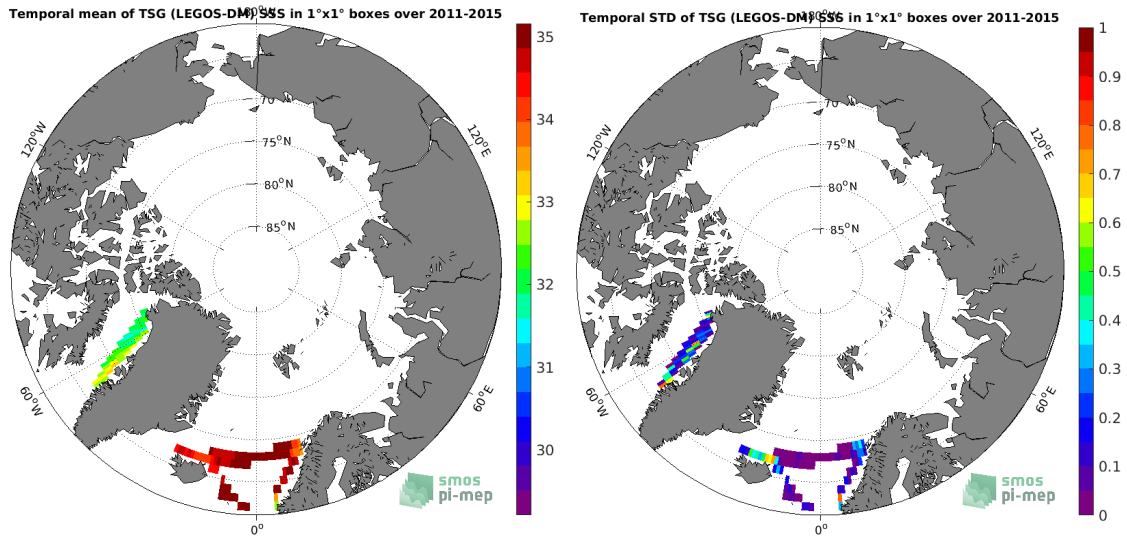 Temporal mean of TSG (LEGOS-DM) SSS in 1°x1° boxes over 2011-2015
180°W
120°W
120°E
70
75°N
80°N
85°N
60°W
60°E
0°
35
34
33
32
31
30
smos
pi-mep
Temporal STD of TSG (LEGOS-DM) SSS in 1°x1° boxes over 2011-2015
180°W
120°W
120°E
70
75°N
80°N
85°N
60°W
60°E
0°
1
0.9
0.8
0.7
0.6
0.5
0.4
0.3
0.2
0.1
0
smos
pi-mep